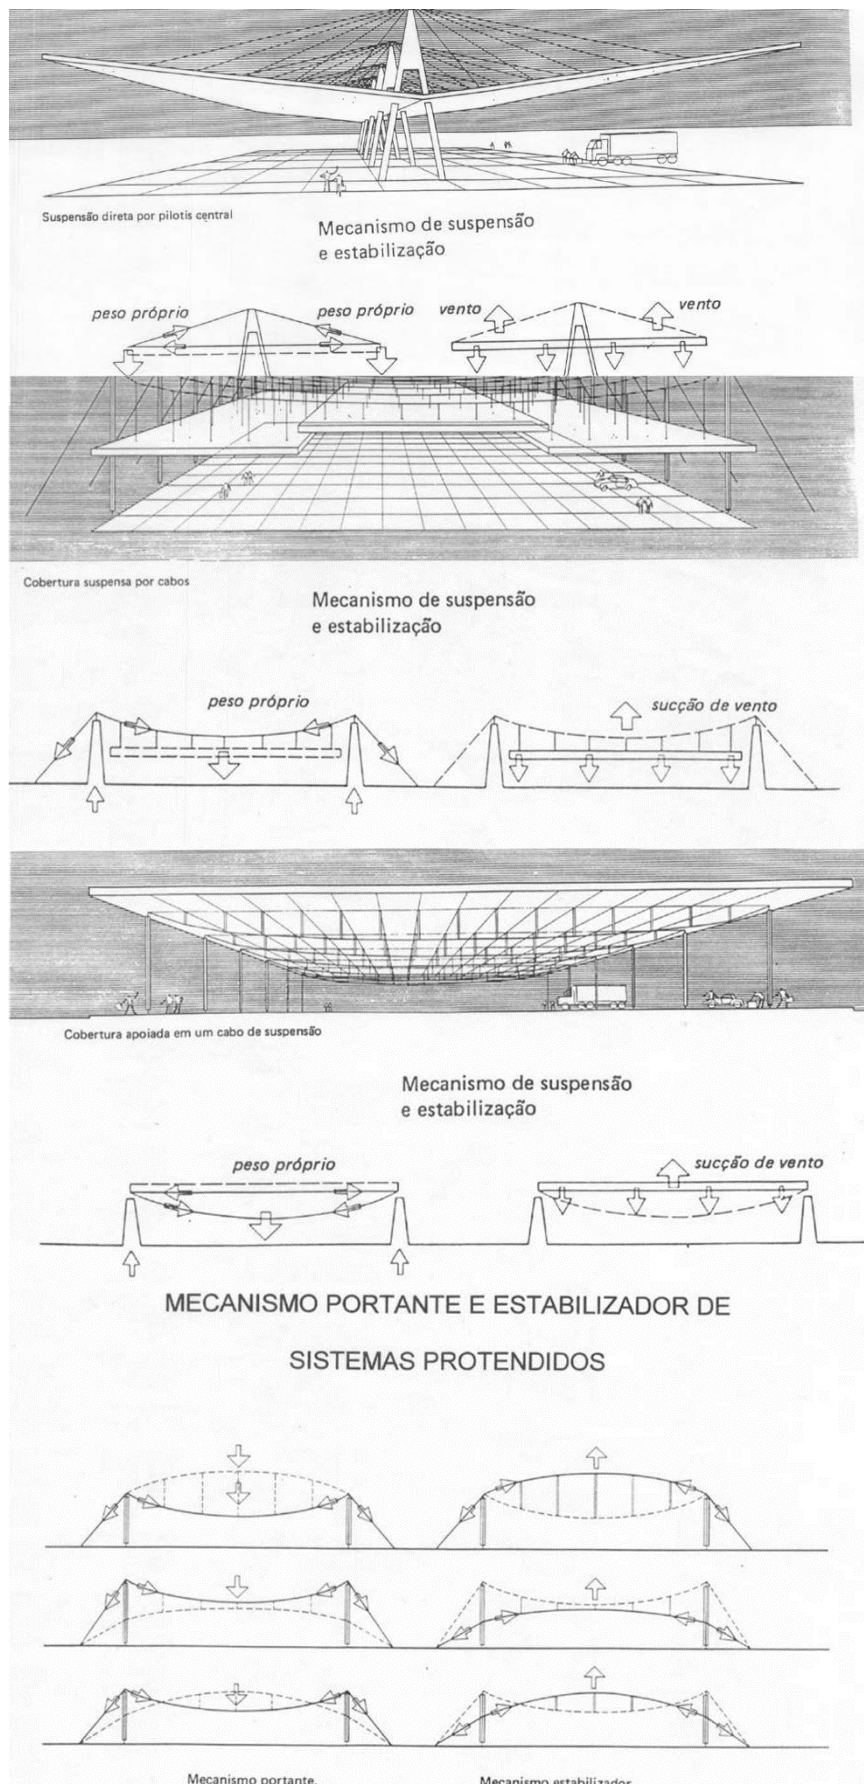 Suspensão direta por pilotis central
Mecanismo de suspensão
e estabilização
peso próprio
peso próprio
vento
vento
Cobertura suspensa por cabos
Mecanismo de suspensão
e estabilização
peso próprio
sucção de vento
Cobertura apoiada em um cabo de suspensão
Mecanismo de suspensão
e estabilização
peso próprio
sucção de vento
MECANISMO PORTANTE E ESTABILIZADOR DE
SISTEMAS PROTENDIDOS
Mecanismo portante.
Mecanismo estabilizador